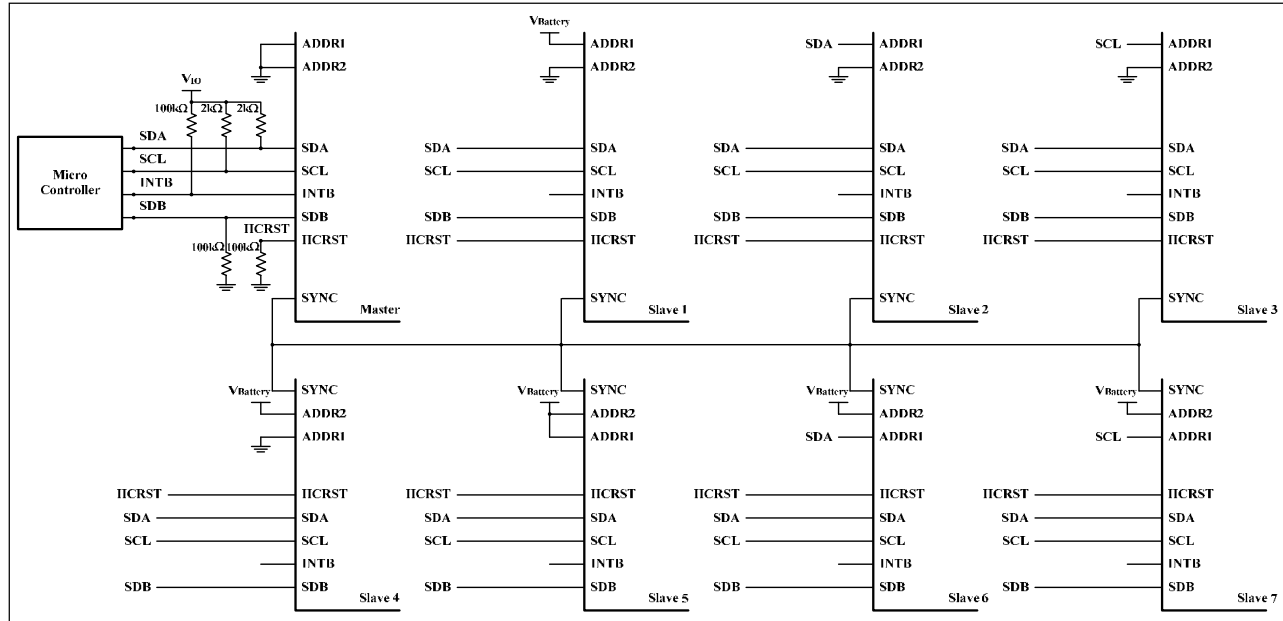 ADDR1
ADDR2
VIO
100kΩ 2kΩ 2kΩ
SDA
SCL
INTB
SDB
Micro
Controller
SDA
SCL
INTB
SDB
IICRST
IICRST
100kΩ 100kΩ
SYNC
Master
VBattery
ADDR1
ADDR2
SDA SDA
SCL SCL
INTB
SDB SDB
IICRST IICRST
SYNC
Slave 1
SDA ADDR1
ADDR2
SDA SDA
SCL SCL
INTB
SDB SDB
IICRST IICRST
SYNC
Slave 2
SCL ADDR1
ADDR2
SDA SDA
SCL SCL
INTB
SDB SDB
IICRST IICRST
SYNC
Slave 3
VBattery
SYNC
ADDR2
ADDR1
IICRST IICRST
SDA SDA
SCL SCL
INTB
SDB SDB
Slave 4
VBattery
SYNC
ADDR2
ADDR1
IICRST IICRST
SDA SDA
SCL SCL
INTB
SDB SDB
Slave 5
VBattery
SYNC
ADDR2
SDA ADDR1
IICRST IICRST
SDA SDA
SCL SCL
INTB
SDB SDB
Slave 6
VBattery
SYNC
ADDR2
SCL ADDR1
IICRST IICRST
SDA SDA
SCL SCL
INTB
SDB SDB
Slave 7